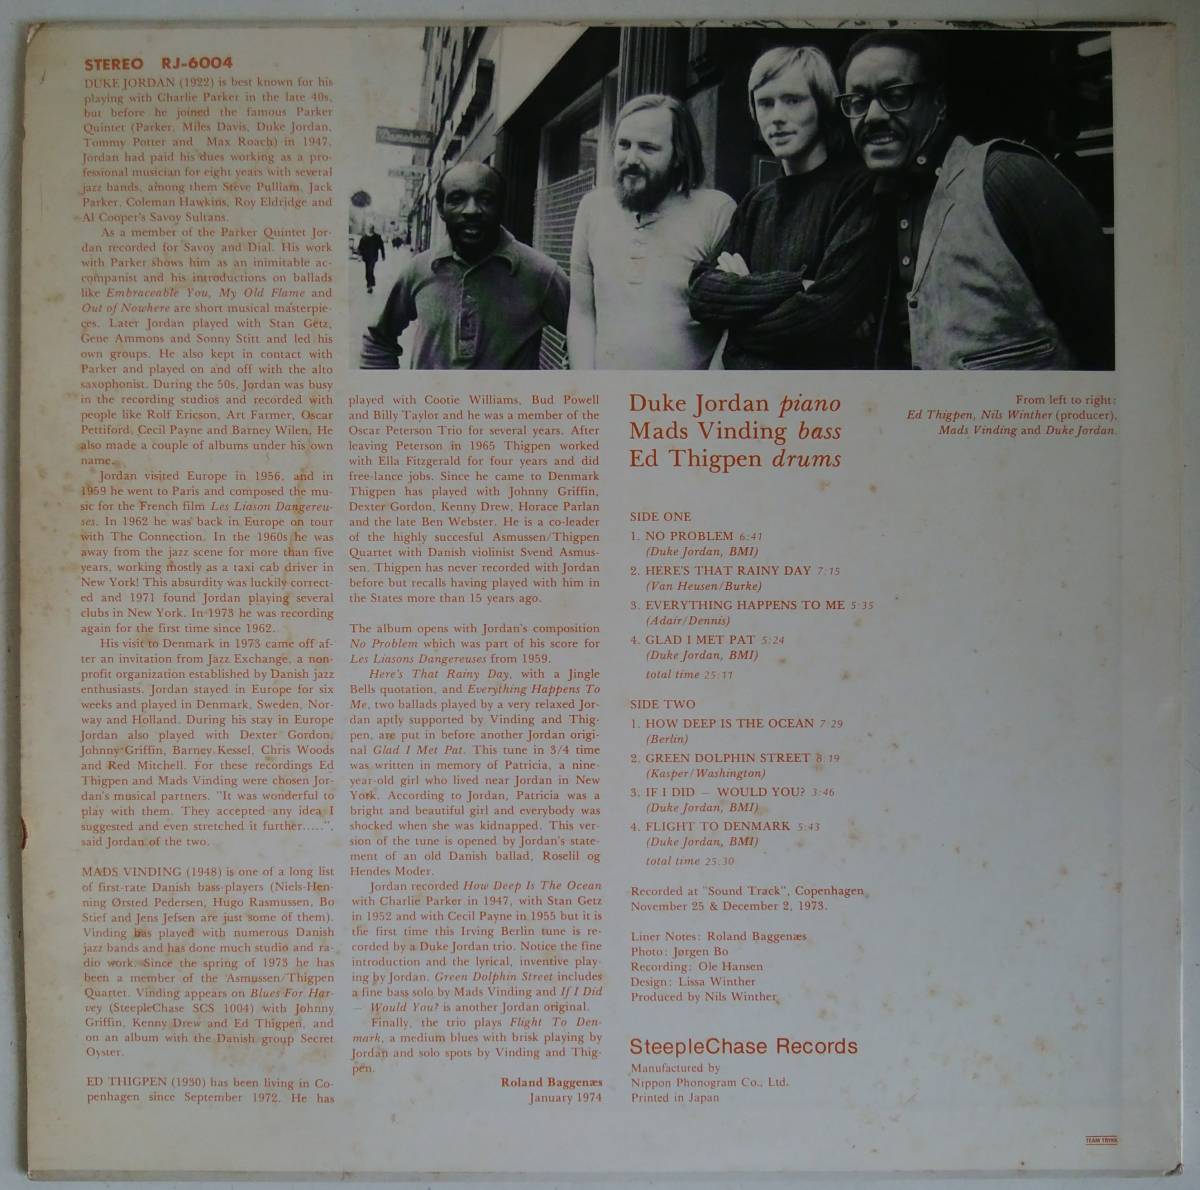 STEREO RJ-6004
DUKE JORDAN (1922) is best known for his
playing with Charlie Parker in the late 40s,
but before he joined the famous Parker
Quintet (Parker, Miles Davis, Duke Jordan,
Tommy Potter and Max Roach) in 1947,
Jordan had paid his dues working as a pro-
fessional musician for eight years with several
jazz bands, among them Steve Pulliam, Jack
Parker, Coleman Hawkins, Roy Eldridge and
Al Cooper's Savoy Sultans.
As a member of the Parker Quintet Jor-
dan recorded for Savoy and Dial. His work
with Parker shows him as an inimitable ac-
companist and his introductions on ballads
like Embraceable You, My Old Flame and
Out of Nowhere are short musical masterpie-
ces. Later Jordan played with Stan Getz,
Gene Ammons and Sonny Stitt and led his
own groups. He also kept in contact with
Parker and played on and off with the alto
saxophonist. During the 50s, Jordan was busy
in the recording studios and recorded with
people like Rolf Ericson, Art Farmer, Oscar
Pettiford, Cecil Payne and Barney Wilen. He
also made a couple of albums under his own
name.
Jordan visited Europe in 1956, and in
1959 he went to Paris and composed the mu-
sic for the French film Les Liason Dangereu-
ses. In 1962 he was back in Europe on tour
with The Connection. In the 1960s he was
away from the jazz scene for more than five
years, working mostly as a taxi cab driver in
New York! This absurdity was luckily correct-
ed and 1971 found Jordan playing several
clubs in New York. In 1973 he was recording
again for the first time since 1962.
His visit to Denmark in 1973 came off af-
ter an invitation from Jazz Exchange, a non-
profit organization established by Danish jazz
enthusiasts. Jordan stayed in Europe for six
weeks and played in Denmark, Sweden, Nor-
way and Holland. During his stay in Europe
Jordan also played with Dexter Gordon,
Johnny Griffin, Barney Kessel, Chris Woods
and Red Mitchell. For these recordings Ed
Thigpen and Mads Vinding were chosen Jor-
dan's musical partners. "It was wonderful to
play with them. They accepted any idea I
suggested and even stretched it further.....",
said Jordan of the two.
MADS VINDING (1948) is one of a long list
of first-rate Danish bass-players (Niels-Hen-
ning Ørsted Pedersen, Hugo Rasmussen, Bo
Stief and Jens Jefsen are just some of them).
Vinding has played with numerous Danish
jazz bands and has done much studio and ra-
dio work. Since the spring of 1973 he has
been a member of the Asmussen/Thigpen
Quartet. Vinding appears on Blues For Har-
vey (SteepleChase SCS 1004) with Johnny
Griffin, Kenny Drew and Ed Thigpen, and
on an album with the Danish group Secret
Oyster.
ED THIGPEN (1930) has been living in Co-
penhagen since September 1972. He has
played with Cootie Williams, Bud Powell
and Billy Taylor and he was a member of the
Oscar Peterson Trio for several years. After
leaving Peterson in 1965 Thigpen worked
with Ella Fitzgerald for four years and did
free-lance jobs. Since he came to Denmark
Thigpen has played with Johnny Griffin,
Dexter Gordon, Kenny Drew, Horace Parlan
and the late Ben Webster. He is a co-leader
of the highly succesful Asmussen/Thigpen
Quartet with Danish violinist Svend Asmus-
sen. Thigpen has never recorded with Jordan
before but recalls having played with him in
the States more than 15 years ago.
The album opens with Jordan's composition
No Problem which was part of his score for
Les Liasons Dangereuses from 1959.
Here's That Rainy Day, with a Jingle
Bells quotation, and Everything Happens To
Me, two ballads played by a very relaxed Jor-
dan aptly supported by Vinding and Thig-
pen, are put in before another Jordan origi-
nal Glad I Met Pat. This tune in 3/4 time
was written in memory of Patricia, a nine-
year-old girl who lived near Jordan in New
York. According to Jordan, Patricia was a
bright and beautiful girl and everybody was
shocked when she was kidnapped. This ver-
sion of the tune is opened by Jordan's state-
ment of an old Danish ballad, Roselil og
Hendes Moder.
Jordan recorded How Deep Is The Ocean
with Charlie Parker in 1947, with Stan Getz
in 1952 and with Cecil Payne in 1955 but it is
the first time this Irving Berlin tune is re-
corded by a Duke Jordan trio. Notice the fine
introduction and the lyrical, inventive play-
ing by Jordan. Green Dolphin Street includes
a fine bass solo by Mads Vinding and If I Did
— Would You? is another Jordan original.
Finally, the trio plays Flight To Den-
mark, a medium blues with brisk playing by
Jordan and solo spots by Vinding and Thig-
pen.
Roland Baggenæs
January 1974
Duke Jordan piano
Mads Vinding bass
Ed Thigpen drums
From left to right:
Ed Thigpen, Nils Winther (producer),
Mads Vinding and Duke Jordan.
SIDE ONE
1. NO PROBLEM 6:41
(Duke Jordan, BMI)
2. HERE'S THAT RAINY DAY 7:15
(Van Heusen/Burke)
3. EVERYTHING HAPPENS TO ME 5:35
(Adair/Dennis)
4. GLAD I MET PAT 5:24
(Duke Jordan, BMI)
total time 25:11
SIDE TWO
1. HOW DEEP IS THE OCEAN 7:29
(Berlin)
2. GREEN DOLPHIN STREET 8:19
(Kasper/Washington)
3. IF I DID — WOULD YOU? 3:46
(Duke Jordan, BMI)
4. FLIGHT TO DENMARK 5:43
(Duke Jordan, BMI)
total time 25:30
Recorded at "Sound Track", Copenhagen
November 25 & December 2, 1973.
Liner Notes: Roland Baggenæs
Photo: Jørgen Bo
Recording: Ole Hansen
Design: Lissa Winther
Produced by Nils Winther
SteepleChase Records
Manufactured by
Nippon Phonogram Co., Ltd.
Printed in Japan
TEAM TRYKK